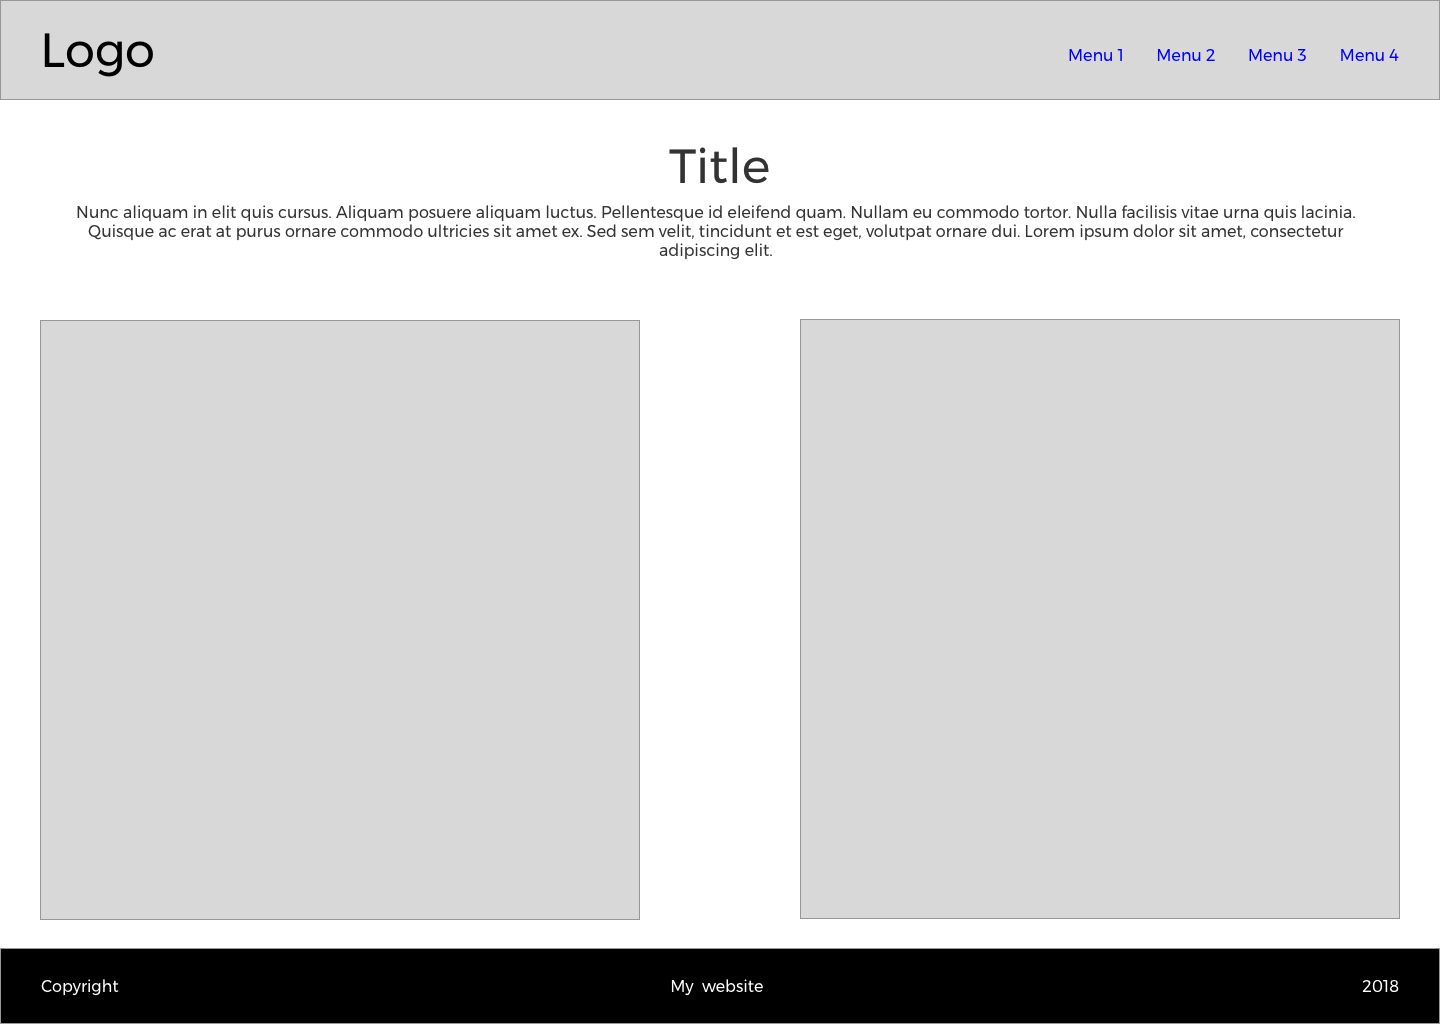 Logo
Menu 1 Menu 2 Menu 3 Menu 4
Title
Nunc aliquam in elit quis cursus. Aliquam posuere aliquam luctus. Pellentesque id eleifend quam. Nullam eu commodo tortor. Nulla facilisis vitae urna quis lacinia.
Quisque ac erat at purus ornare commodo ultricies sit amet ex. Sed sem velit, tincidunt et est eget, volutpat ornare dui. Lorem ipsum dolor sit amet, consectetur
adipiscing elit.
Copyright My website 2018